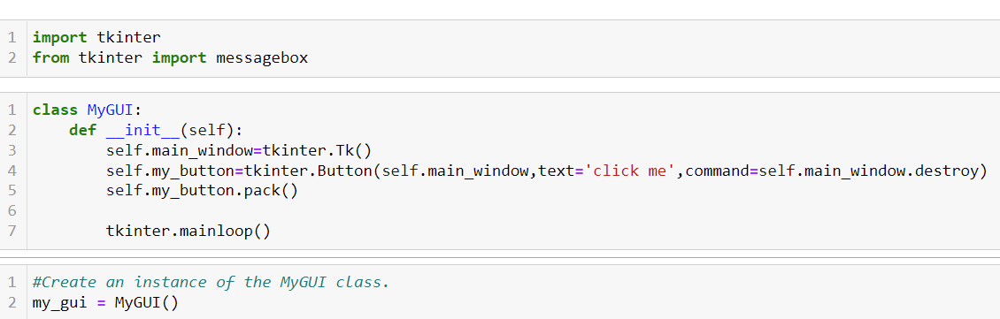 1 import tkinter
2 from tkinter import messagebox
1 class MyGUI:
2     def __init__(self):
3         self.main_window=tkinter.Tk()
4         self.my_button=tkinter.Button(self.main_window,text='click me',command=self.main_window.destroy)
5         self.my_button.pack()
6
7         tkinter.mainloop()
1 #Create an instance of the MyGUI class.
2 my_gui = MyGUI()